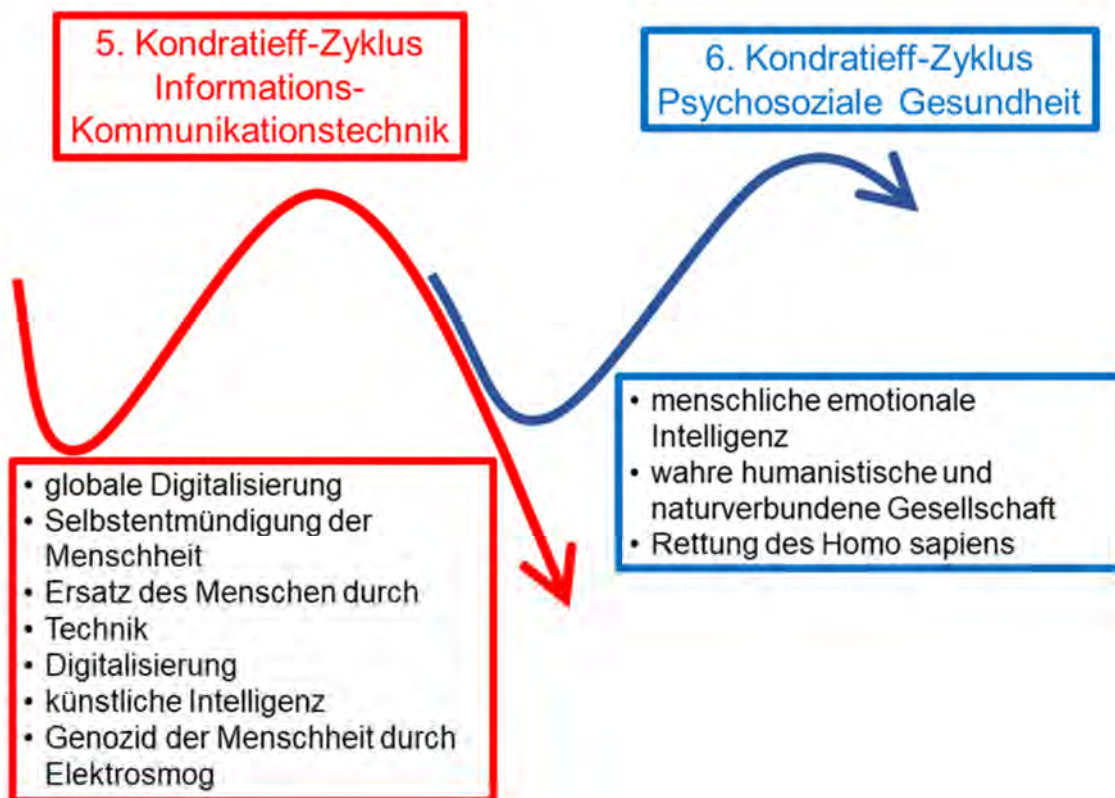 5. Kondratieff-Zyklus
Informations-
Kommunikationstechnik
6. Kondratieff-Zyklus
Psychosoziale Gesundheit
• globale Digitalisierung
• Selbstentmündigung der
Menschheit
• Ersatz des Menschen durch
• Technik
• Digitalisierung
• künstliche Intelligenz
• Genozid der Menschheit durch
Elektrosmog
• menschliche emotionale
Intelligenz
• wahre humanistische und
naturverbundene Gesellschaft
• Rettung des Homo sapiens